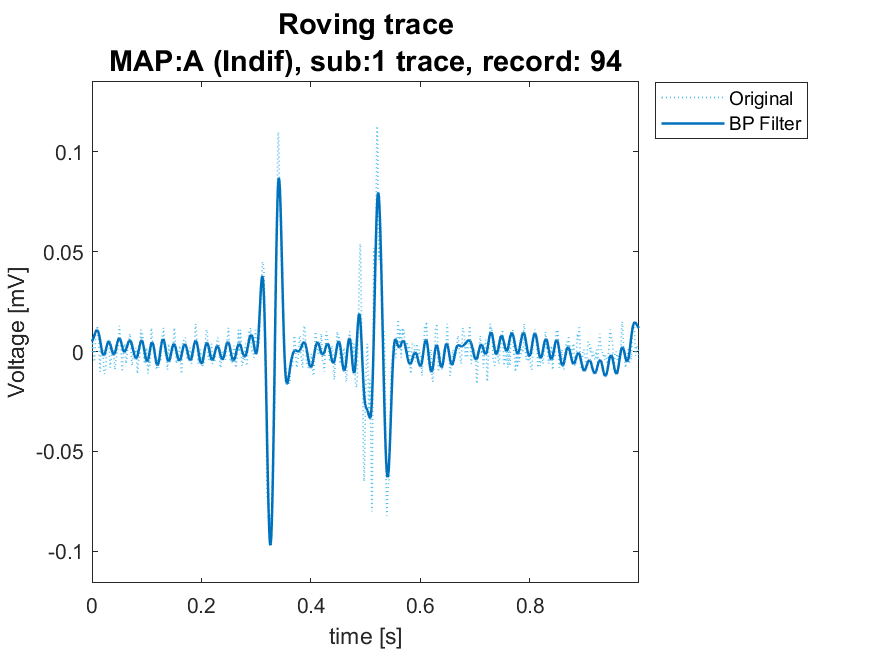 Roving trace
MAP:A (Indif), sub:1 trace, record: 94
Original
BP Filter
0.1
0.05
0
-0.05
-0.1
Voltage [mV]
0
0.2
0.4
0.6
0.8
time [s]